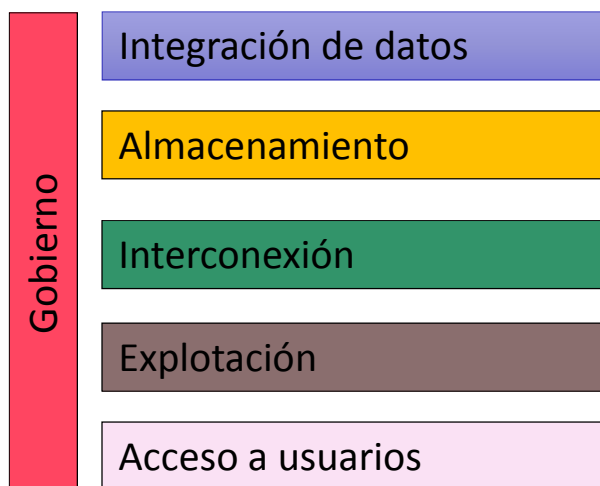 Gobierno
Integración de datos
Almacenamiento
Interconexión
Explotación
Acceso a usuarios